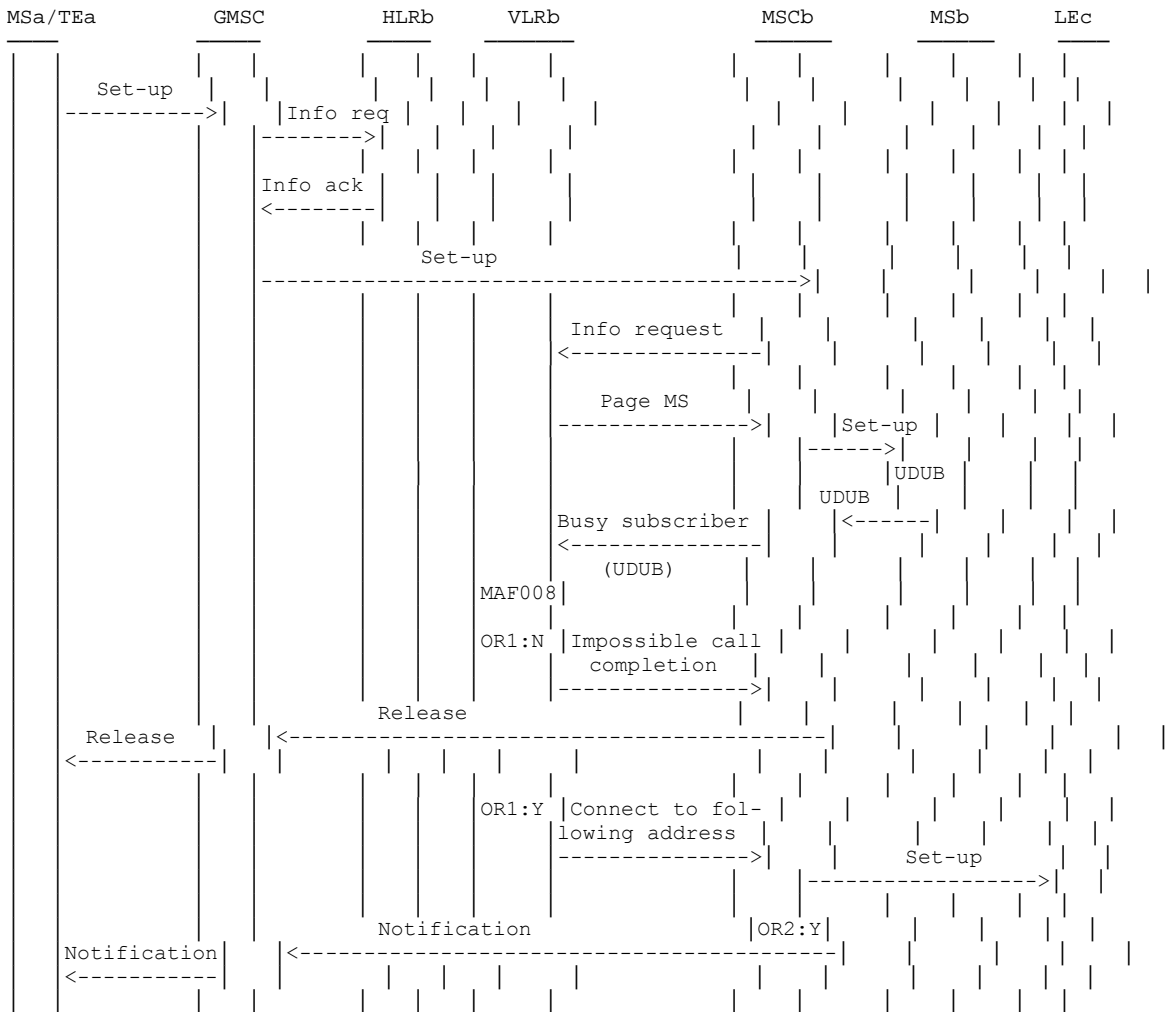 MSa/TEa GMSC HLRb VLRb MSCb MSb LEc
Set-up
Info req
Info ack
Set-up
Info request
Page MS
Set-up
UDUB
UDUB
Busy subscriber
(UDUB)
MAF008
OR1:N Impossible call
completion
Release
Release
OR1:Y Connect to fol-
lowing address
Set-up
Notification OR2:Y
Notification